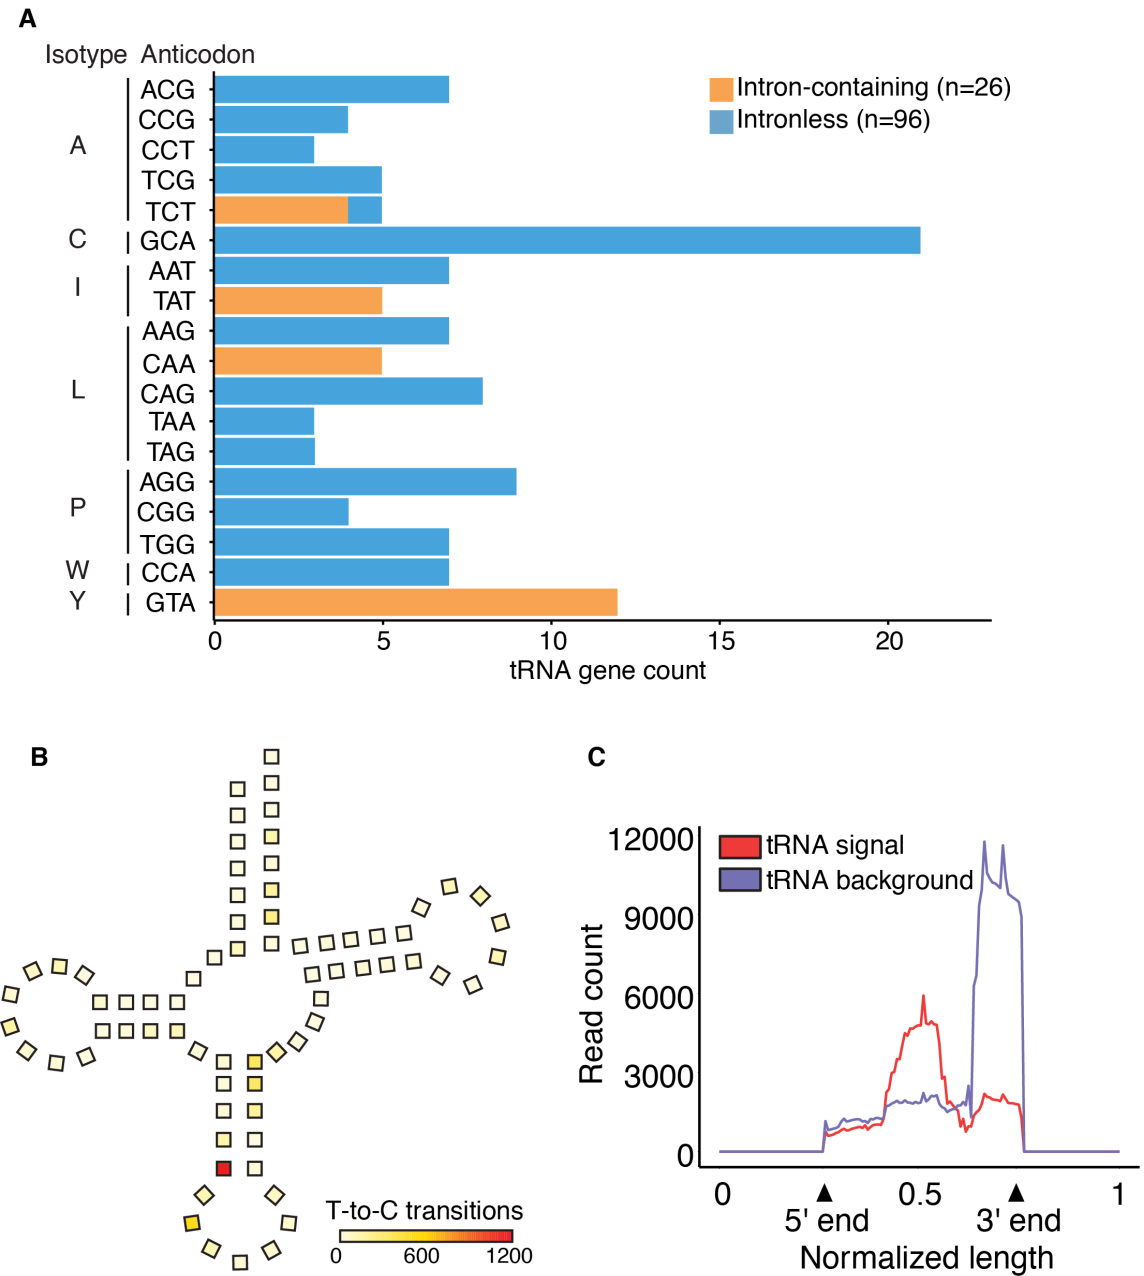 A
Isotype Anticodon
Intron-containing (n=26)
Intronless (n=96)
A
ACG
CCG
CCT
TCG
TCT
C
GCA
I
AAT
TAT
L
AAG
CAA
CAG
TAA
TAG
P
AGG
CGG
TGG
W
CCA
Y
GTA
0 5 10 15 20
tRNA gene count
B
T-to-C transitions
0 600 1200
C
tRNA signal
tRNA background
12000
9000
6000
3000
0
Read count
0 0.5 1
5' end 3' end
Normalized length